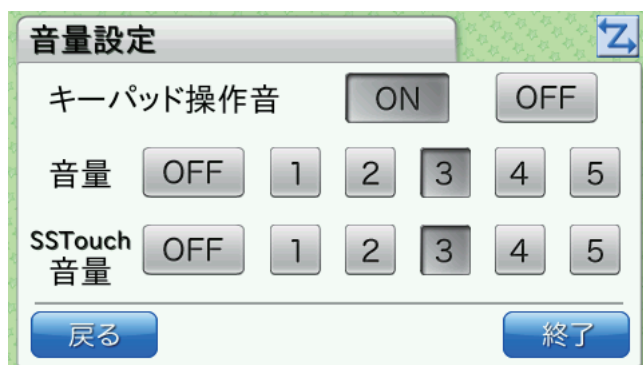 音量設定
Z
キーパッド操作音 ON OFF
音量 OFF 1 2 3 4 5
SSTouch
音量 OFF 1 2 3 4 5
戻る 終了